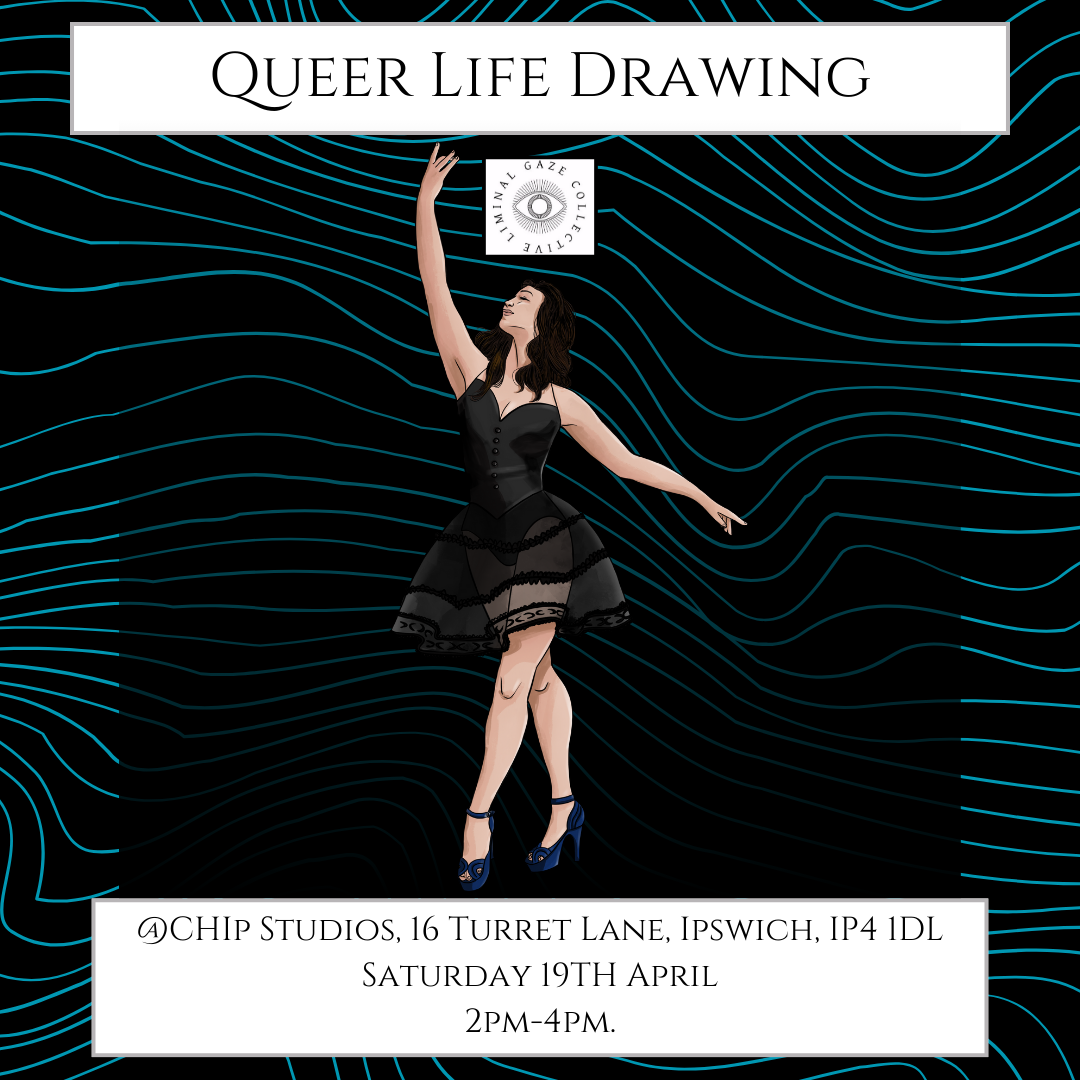 Queer Life Drawing
LIMINAL GAZE COLLECTIVE
@CHIp Studios, 16 Turret Lane, Ipswich, IP4 1DL
Saturday 19TH April
2pm-4pm.